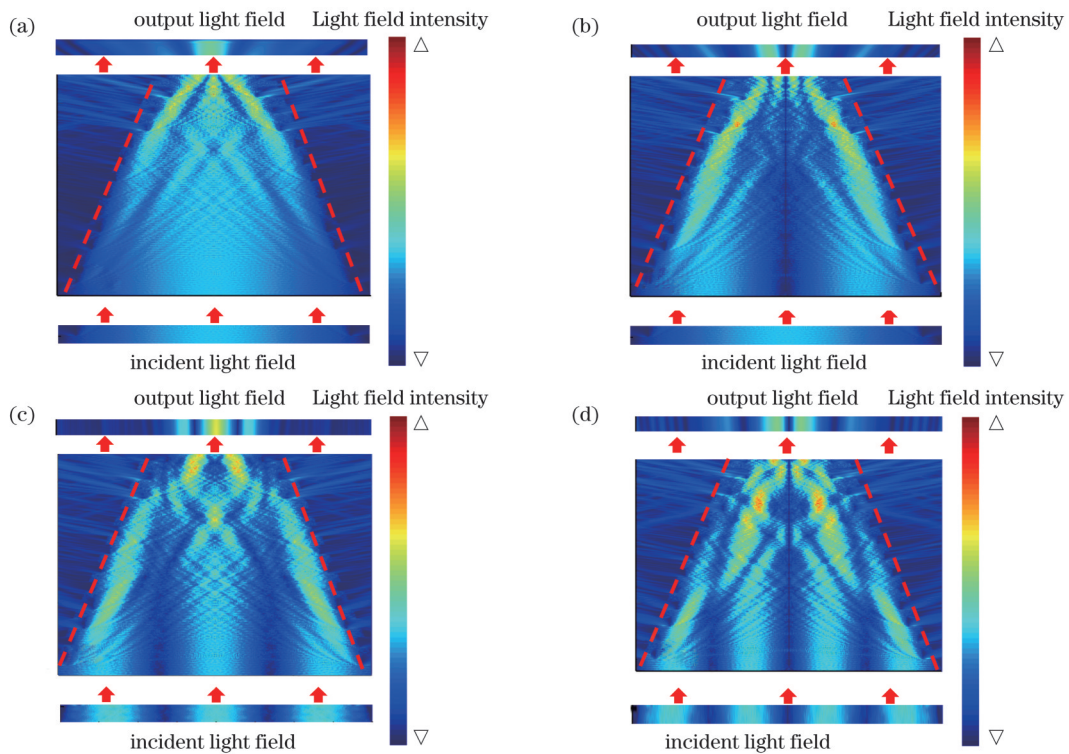 (a)
output light field Light field intensity
△
▽
incident light field
(b)
output light field Light field intensity
△
▽
incident light field
(c)
output light field Light field intensity
△
▽
incident light field
(d)
output light field Light field intensity
△
▽
incident light field